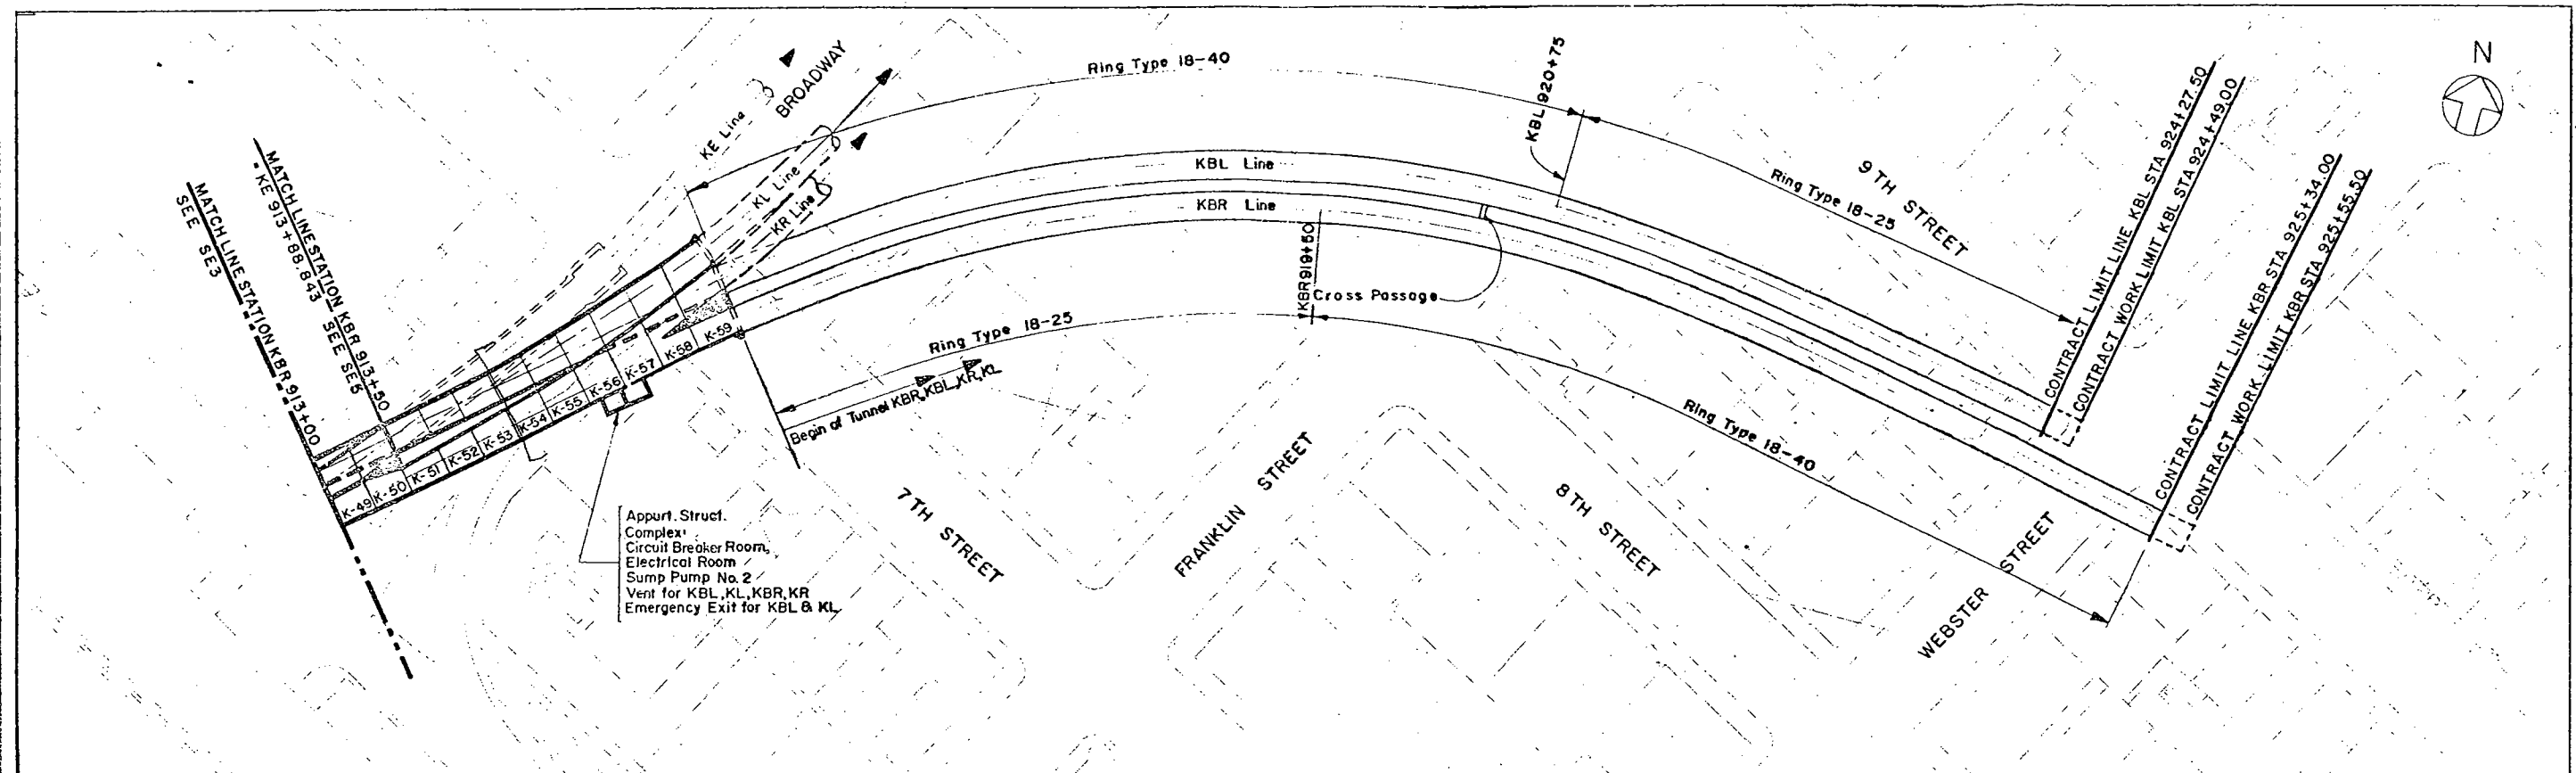 Ring Type 18-40
N
KE Line
BROADWAY
KBL 920+75
KBL Line
KBR Line
KL Line
KR Line
9 TH STREET
Ring Type 18-25
CONTRACT LIMIT LINE KBL STA 924+27.50
CONTRACT WORK LIMIT KBL STA 924+49.00
CONTRACT LIMIT LINE KBR STA 925+34.00
CONTRACT WORK LIMIT KBR STA 925+55.50
MATCH LINE STATION KBR 913+50
KE 913+88.843 SEE SE6
MATCH LINE STATION KBR 913+00
SEE SE3
KBR 919+50
Cross Passage
Ring Type 18-25
Begin of Tunnel KBR, KBL, KR, KL
K-49
K-50
K-51
K-52
K-53
K-54
K-55
K-56
K-57
K-58
K-59
Ring Type 18-40
Appurt. Struct.
Complex:
Circuit Breaker Room,
Electrical Room
Sump Pump No. 2
Vent for KBL, KL, KBR, KR
Emergency Exit for KBL & KL
7 TH STREET
FRANKLIN STREET
8 TH STREET
WEBSTER STREET